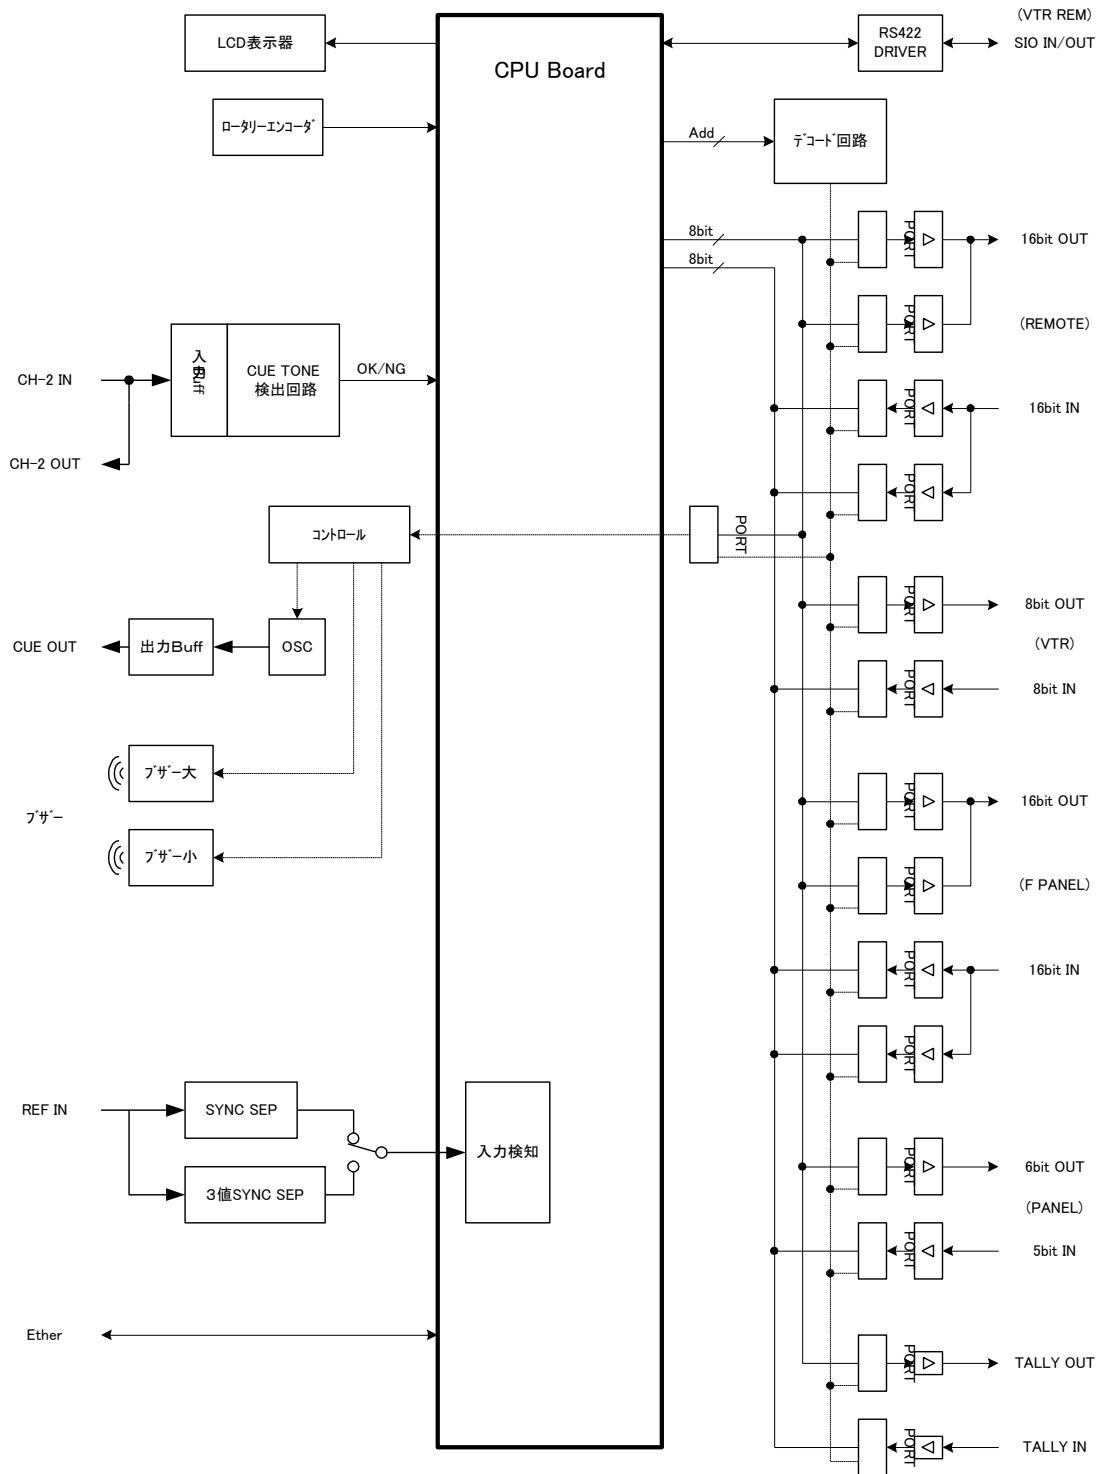 (VTR REM)
LCD表示器
RS422
DRIVER
SIO IN/OUT
CPU Board
ﾛｰﾀﾘｰｴﾝｺｰﾀﾞ
Add
ﾃﾞｺｰﾄﾞ回路
8bit
PORT
16bit OUT
8bit
PORT
(REMOTE)
入力Buff
CUE TONE
検出回路
OK/NG
CH-2 IN
PORT
16bit IN
CH-2 OUT
PORT
ｺﾝﾄﾛｰﾙ
PORT
PORT
8bit OUT
CUE OUT
出力Buff
OSC
(VTR)
PORT
8bit IN
ﾌﾞｻﾞｰ大
ﾌﾞｻﾞｰ
PORT
16bit OUT
ﾌﾞｻﾞｰ小
PORT
(F PANEL)
PORT
16bit IN
PORT
REF IN
SYNC SEP
入力検知
3値SYNC SEP
PORT
6bit OUT
(PANEL)
PORT
5bit IN
Ether
PORT
TALLY OUT
PORT
TALLY IN